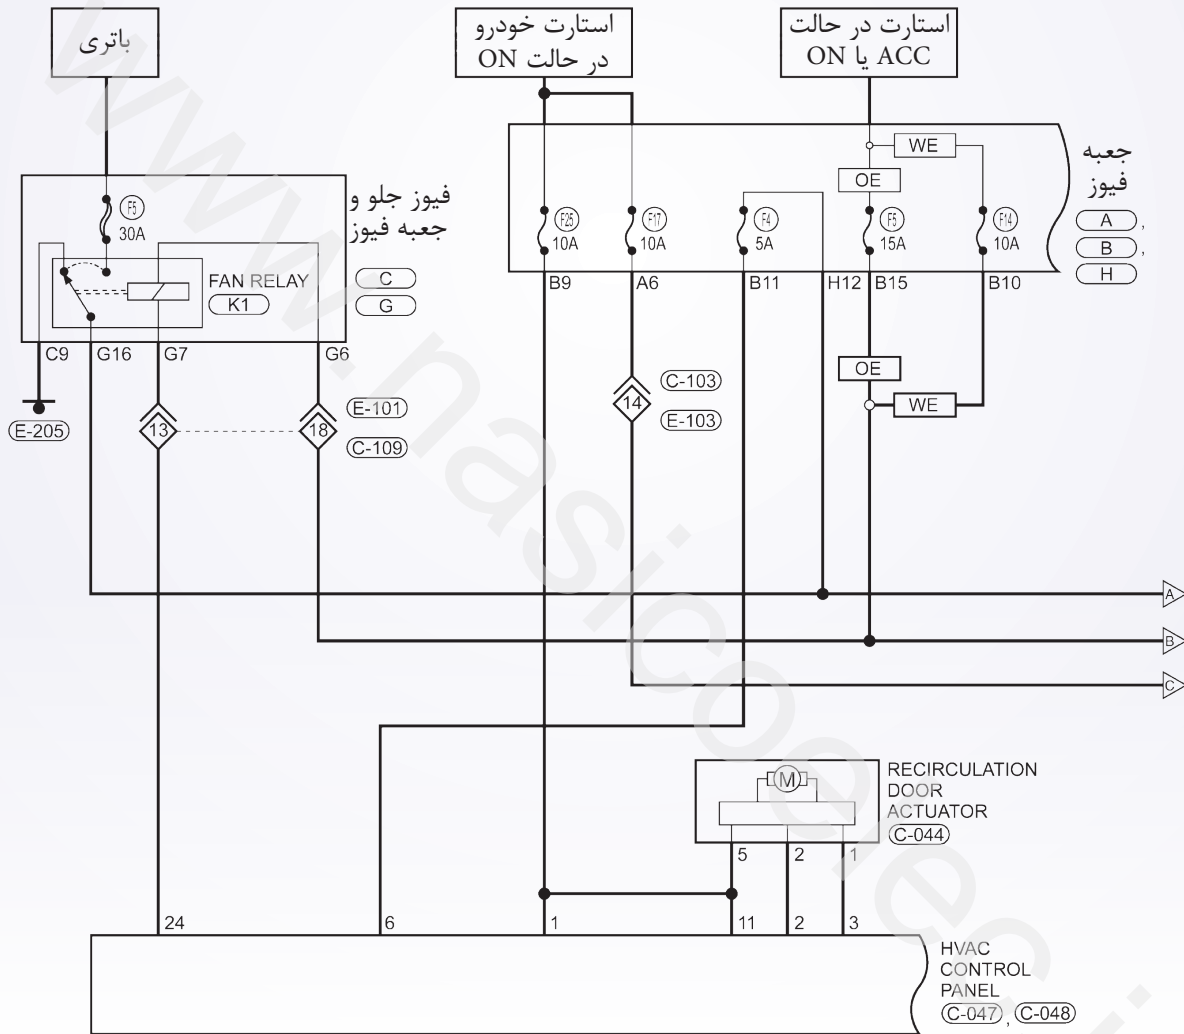 باتری
استارت خودرو
در حالت ON
استارت در حالت
ACC یا ON
فیوز جلو و
جعبه فیوز
C
G
F5
30A
FAN RELAY
K1
C9
G16
G7
G6
E-205
13
18
E-101
C-109
جعبه
فیوز
A ,
B ,
H
WE
OE
F25
10A
F17
10A
F4
5A
F5
15A
F14
10A
B9
A6
B11
H12
B15
B10
14
C-103
E-103
OE
WE
A
B
C
M
RECIRCULATION
DOOR
ACTUATOR
C-044
5
2
1
24
6
1
11
2
3
HVAC
CONTROL
PANEL
C-047 , C-048